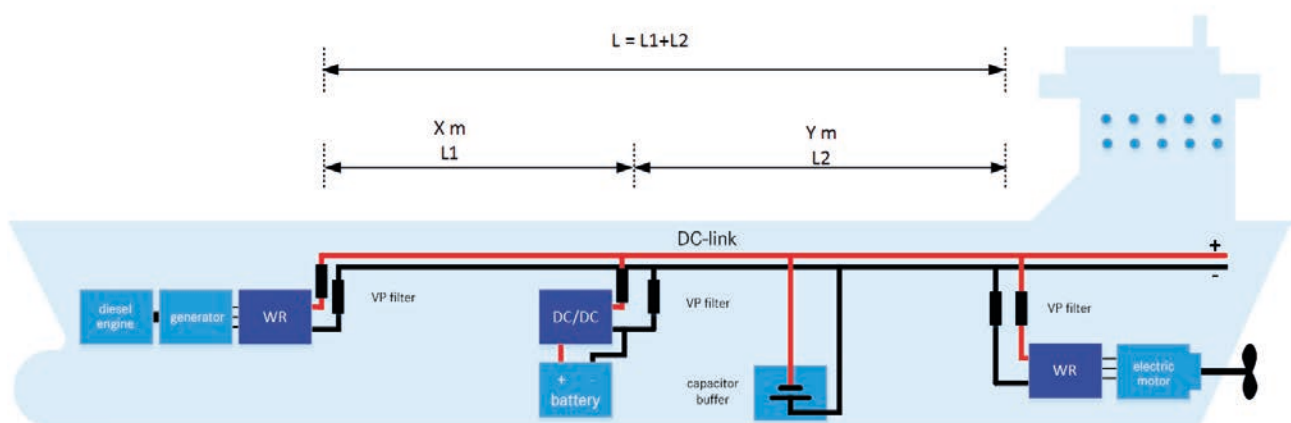 L = L1+L2
X m
L1
Y m
L2
DC-link
+
-
diesel
engine
generator
WR
VP filter
DC/DC
VP filter
+ -
battery
capacitor
buffer
VP filter
WR
electric
motor